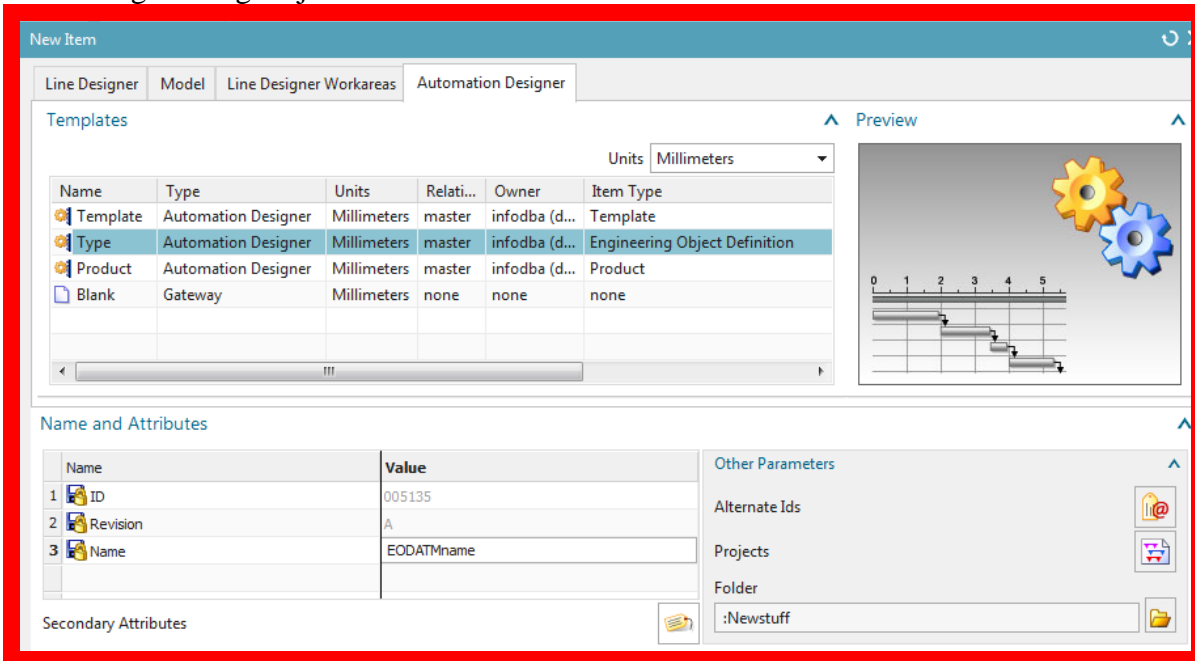 New Item
Line Designer Model Line Designer Workareas Automation Designer
Templates
Preview
Units Millimeters
Name Type Units Relati... Owner Item Type
Template Automation Designer Millimeters master infodba (d... Template
Type Automation Designer Millimeters master infodba (d... Engineering Object Definition
Product Automation Designer Millimeters master infodba (d... Product
Blank Gateway Millimeters none none none
0 1 2 3 4 5
Name and Attributes
Name Value
1 ID 005135
2 Revision A
3 Name EODATMname
Secondary Attributes
Other Parameters
Alternate Ids
Projects
Folder
:Newstuff